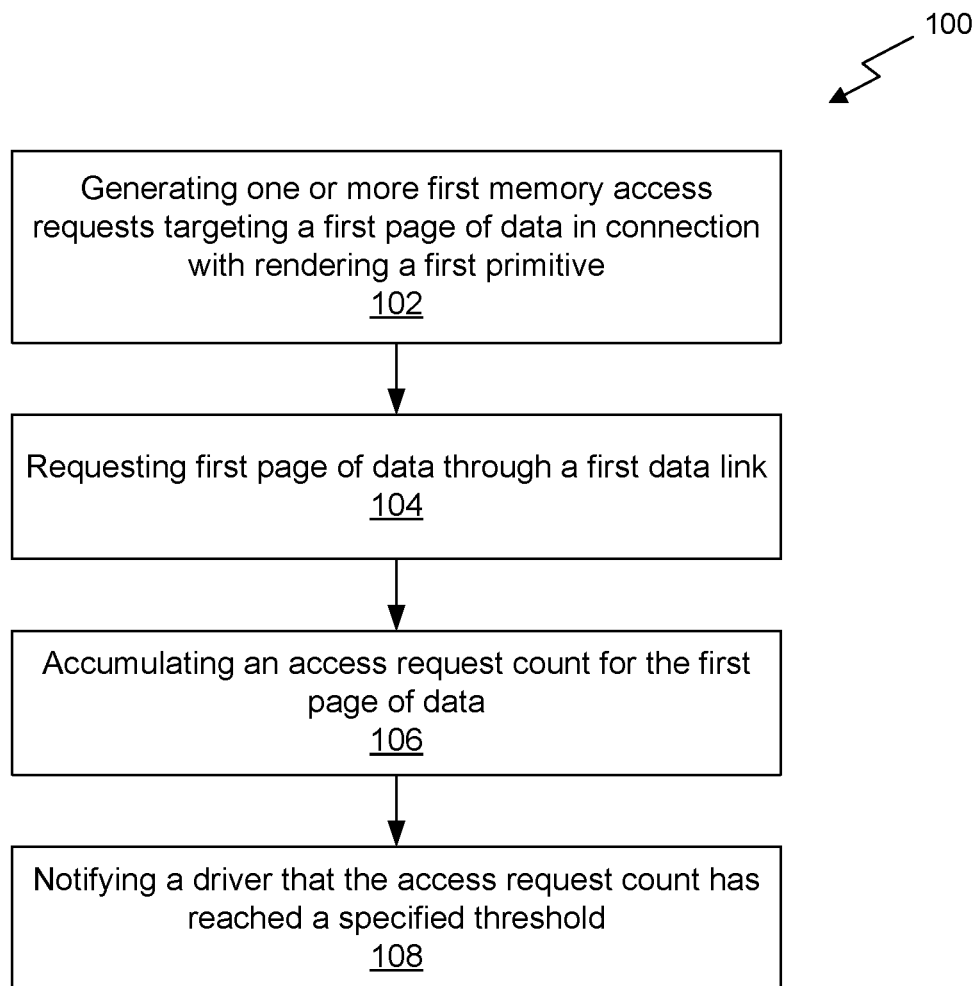 100
Generating one or more first memory access
requests targeting a first page of data in connection
with rendering a first primitive
102
Requesting first page of data through a first data link
104
Accumulating an access request count for the first
page of data
106
Notifying a driver that the access request count has
reached a specified threshold
108